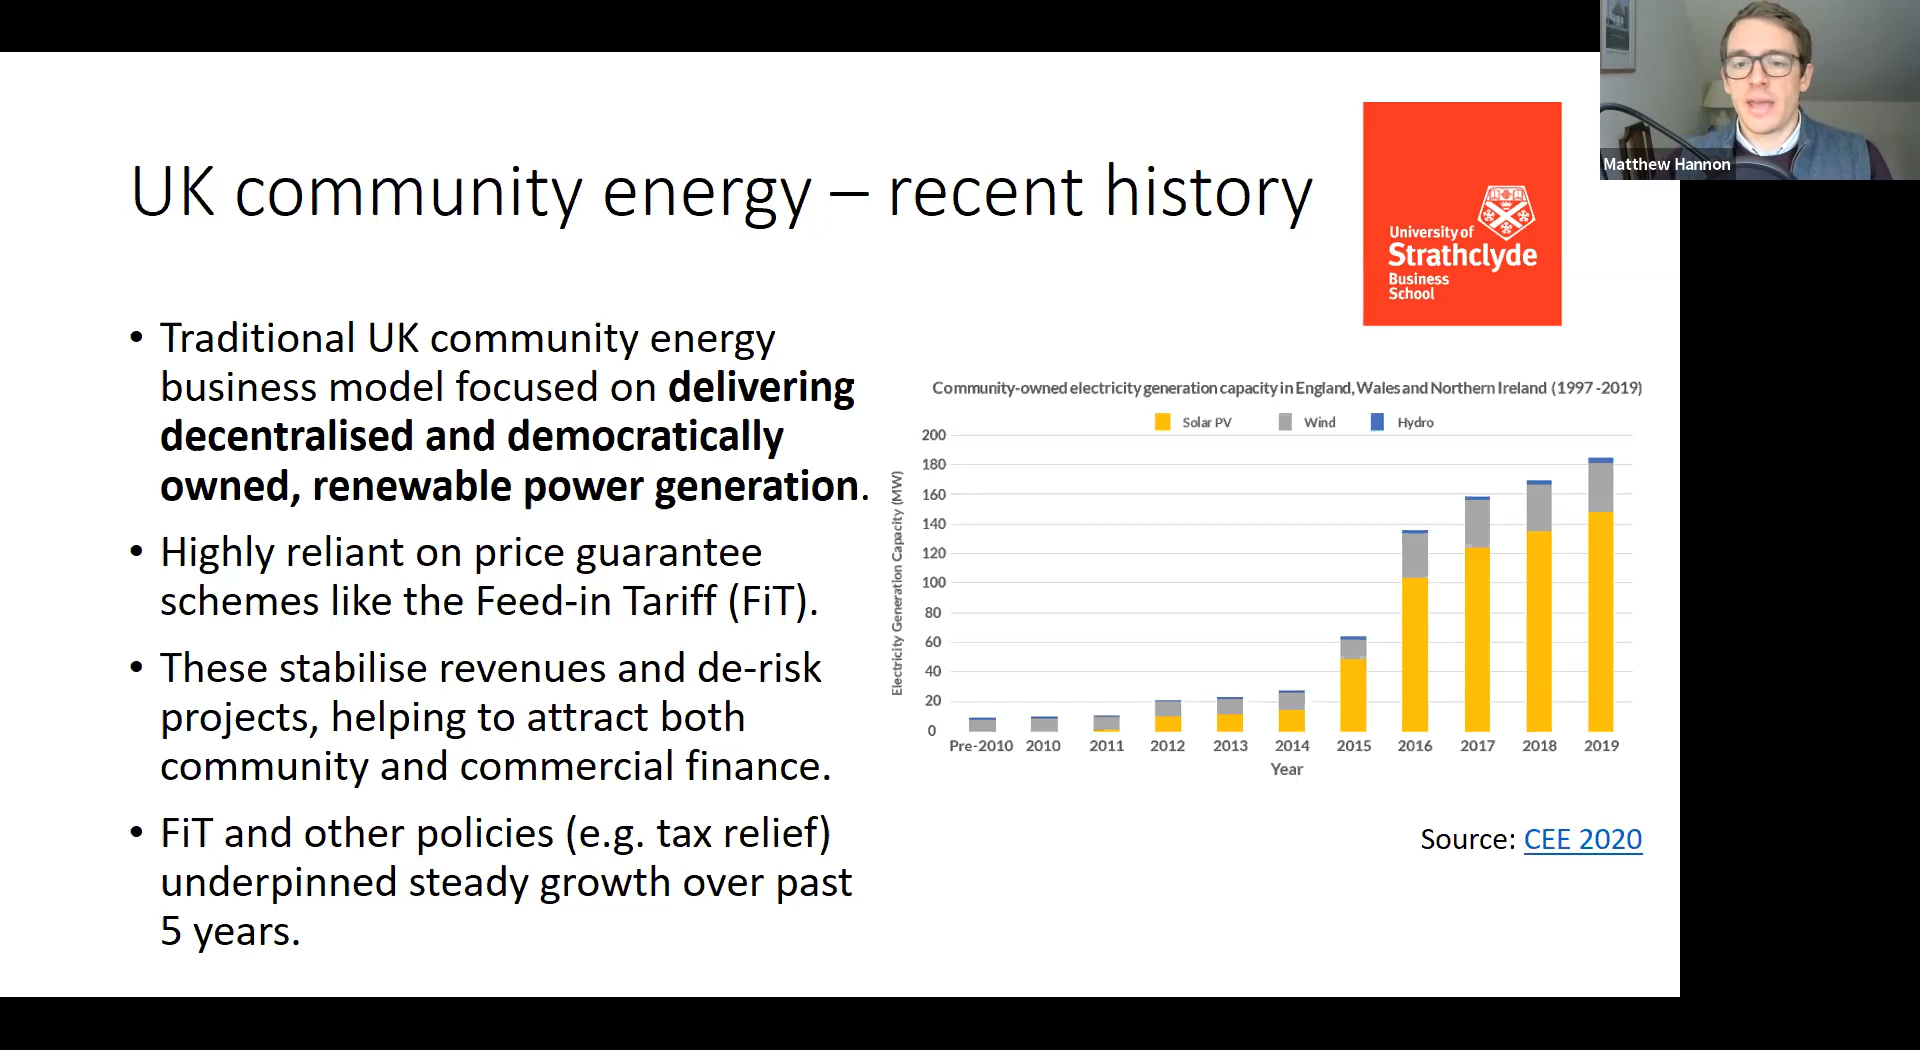 UK community energy – recent history
University of
Strathclyde
Business
School
Matthew Hannon
• Traditional UK community energy
business model focused on delivering
decentralised and democratically
owned, renewable power generation.
• Highly reliant on price guarantee
schemes like the Feed-in Tariff (FiT).
• These stabilise revenues and de-risk
projects, helping to attract both
community and commercial finance.
• FiT and other policies (e.g. tax relief)
underpinned steady growth over past
5 years.
Community-owned electricity generation capacity in England, Wales and Northern Ireland (1997 -2019)
Solar PV Wind Hydro
Electricity Generation Capacity (MW)
200
180
160
140
120
100
80
60
40
20
0
Pre-2010 2010 2011 2012 2013 2014 2015 2016 2017 2018 2019
Year
Source: CEE 2020